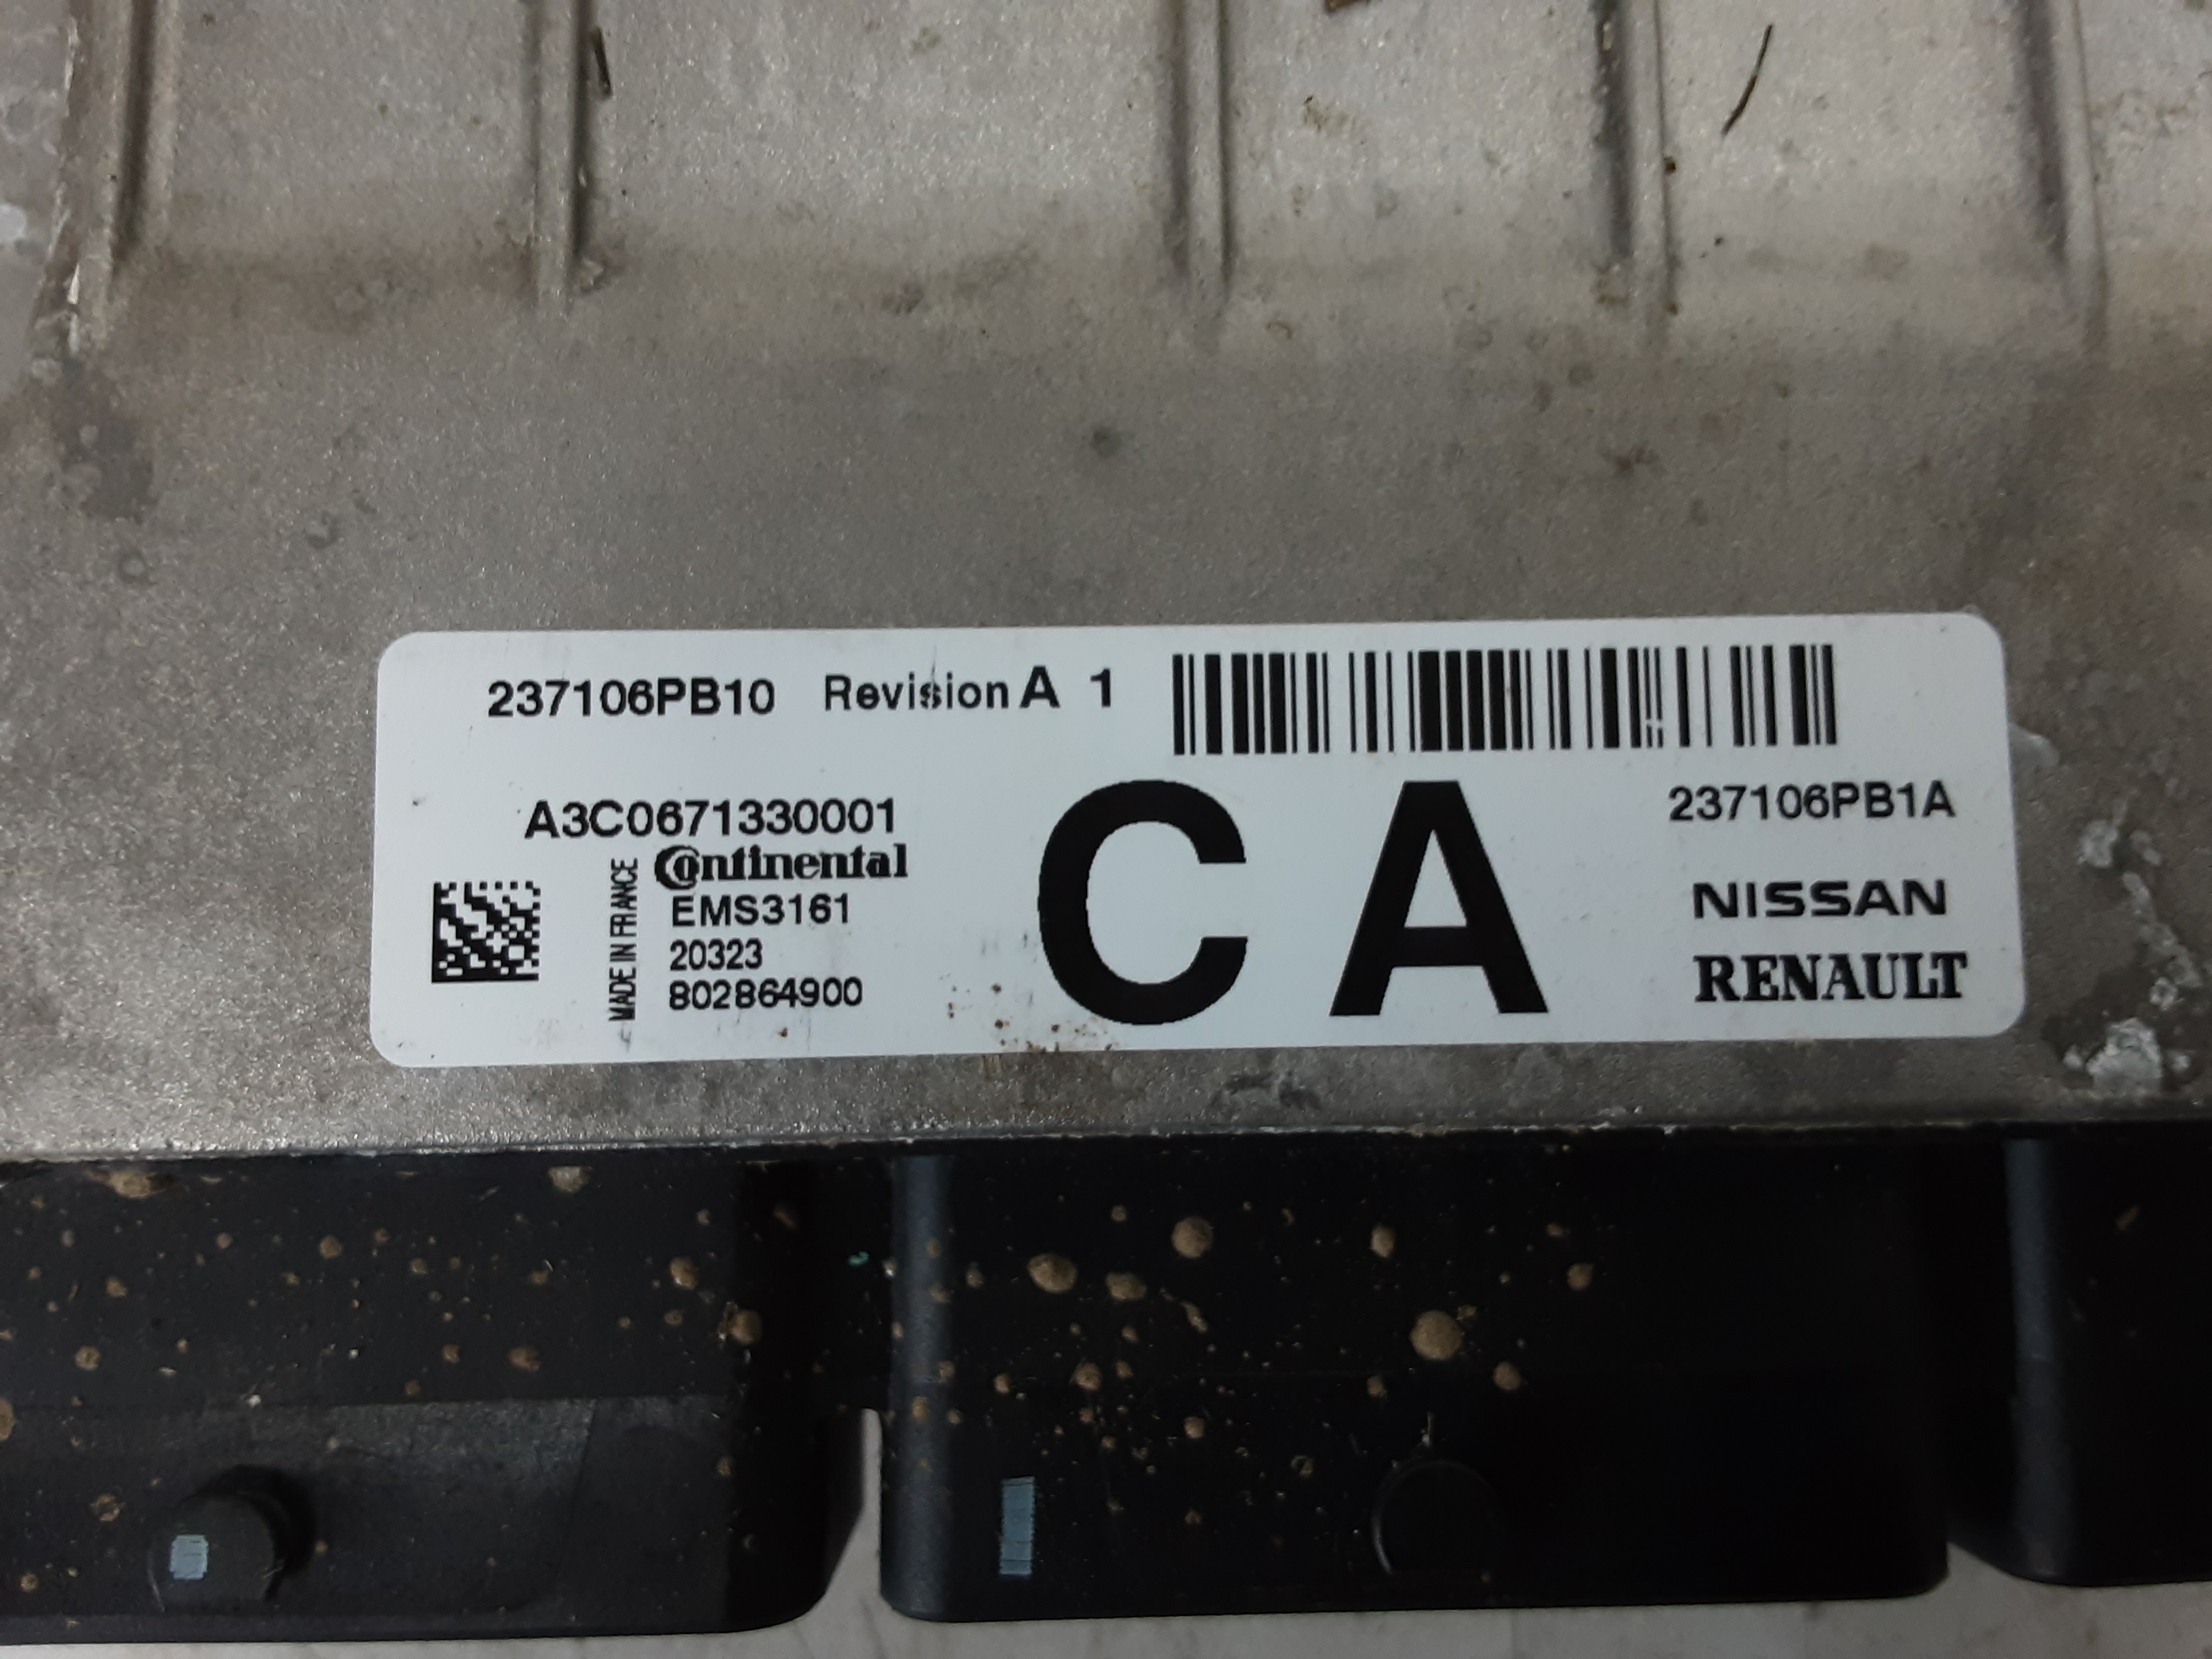 237106PB10 Revision A 1
A3C0671330001
Continental
MADE IN FRANCE
EMS3161
20323
802864900
CA
237106PB1A
NISSAN
RENAULT